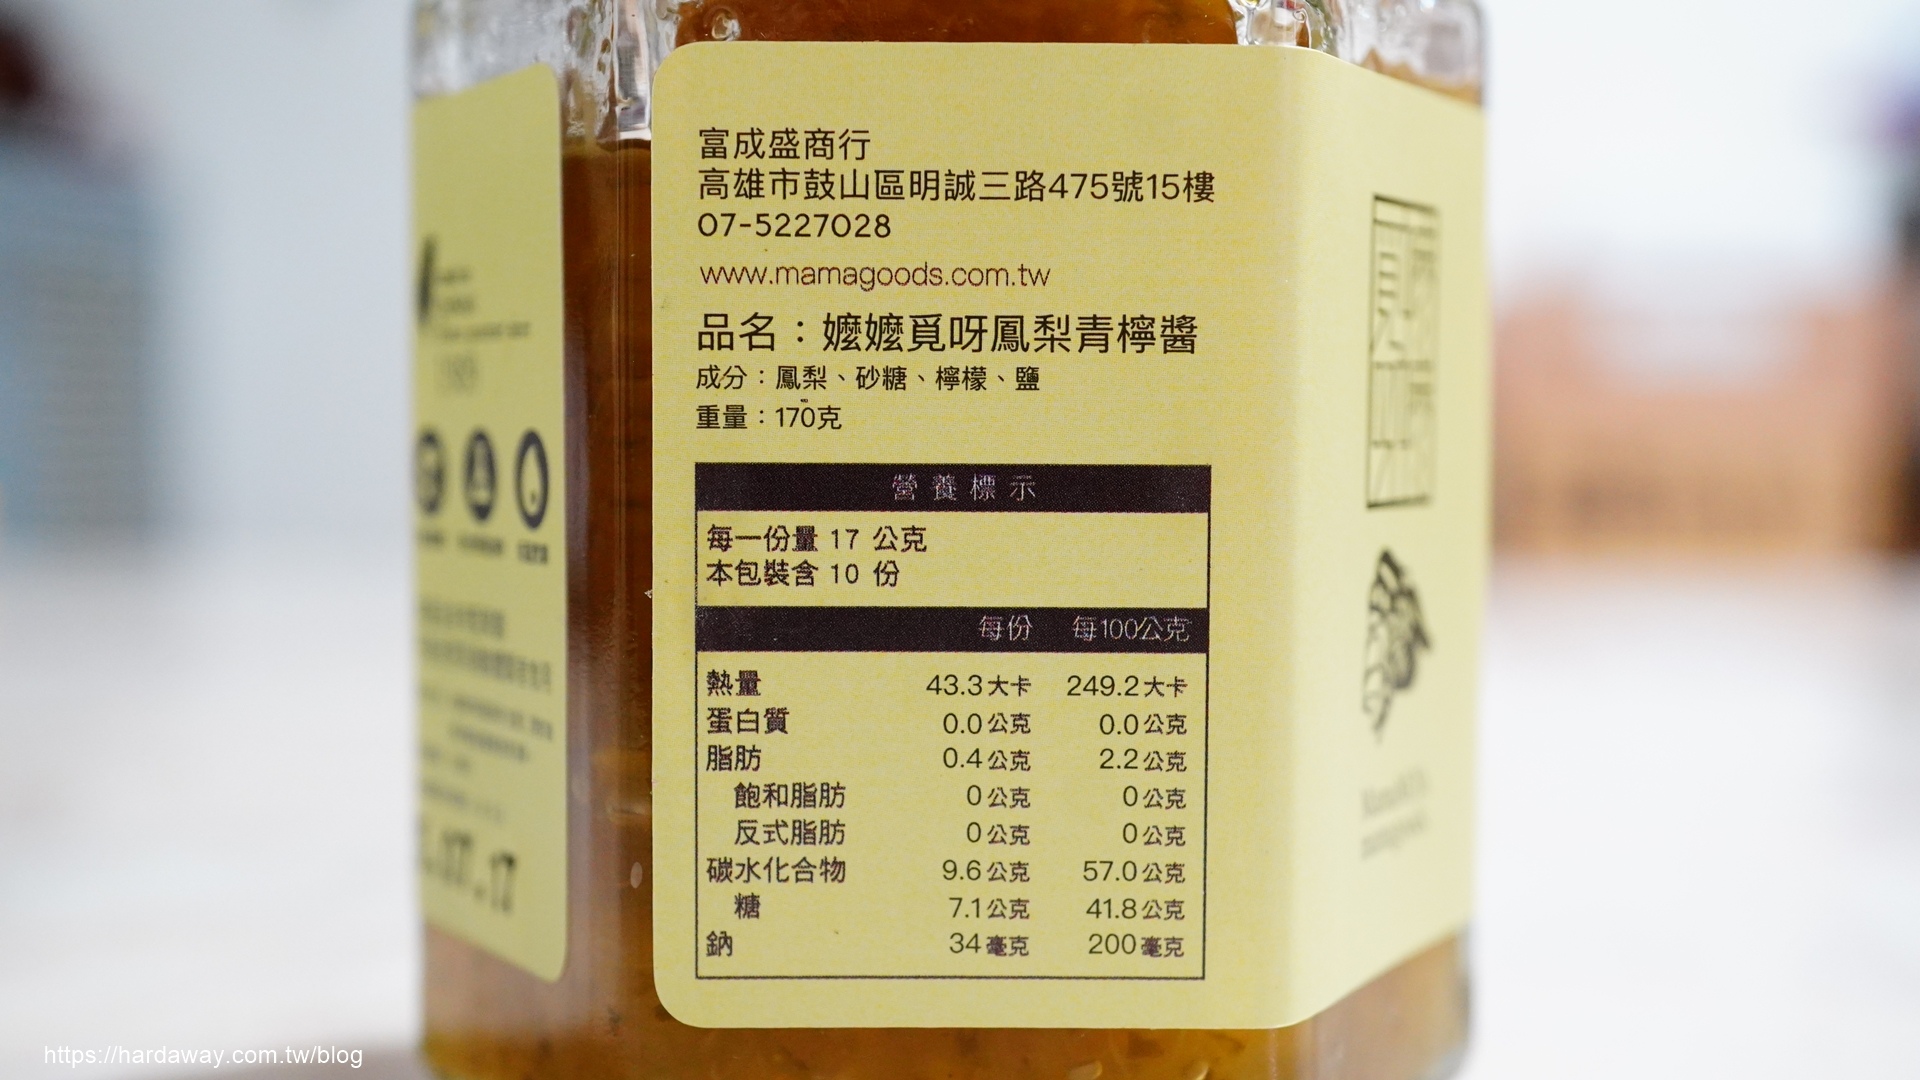 富成盛商行
高雄市鼓山區明誠三路475號15樓
07-5227028
www.mamagoods.com.tw
品名：嬤嬤覓呀鳳梨青檸醬
成分：鳳梨、砂糖、檸檬、鹽
重量：170克
營養標示
每一份量 17 公克
本包裝含 10 份
每份 每100公克
熱量 43.3大卡 249.2大卡
蛋白質 0.0公克 0.0公克
脂肪 0.4公克 2.2公克
飽和脂肪 0公克 0公克
反式脂肪 0公克 0公克
碳水化合物 9.6公克 57.0公克
糖 7.1公克 41.8公克
鈉 34毫克 200毫克
https://hardaway.com.tw/blog